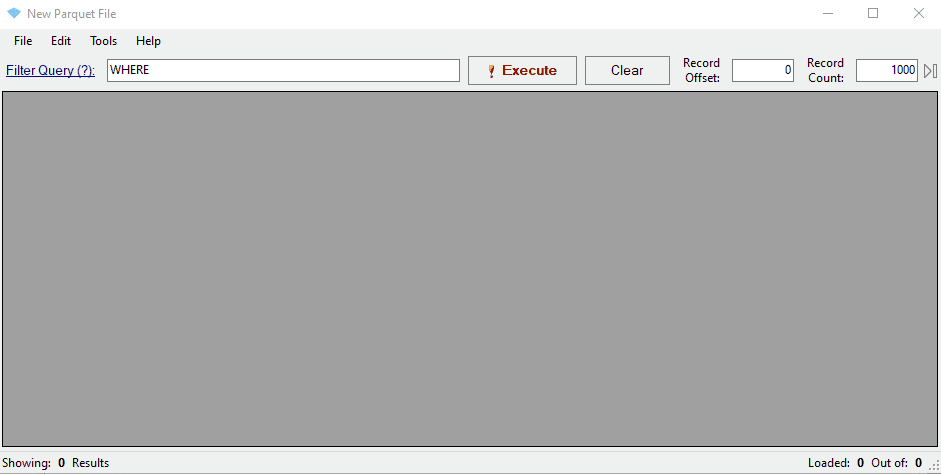 New Parquet File
File Edit Tools Help
Filter Query (?): WHERE Execute Clear Record Offset: 0 Record Count: 1000
Showing: 0 Results Loaded: 0 Out of: 0